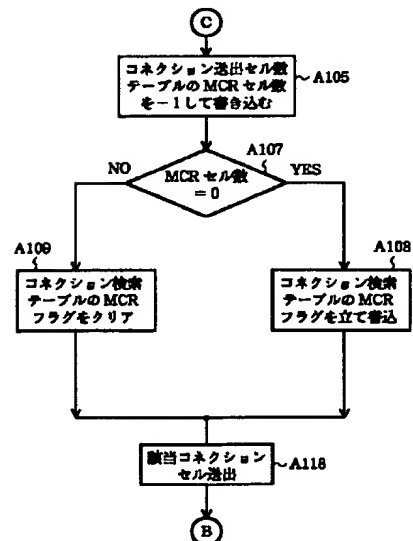 C
コネクション送出セル数
テーブルのMCRセル数
を-1して書き込む
A105
A107
NO
MCRセル数
=0
YES
A109
コネクション検索
テーブルのMCR
フラグをクリア
A108
コネクション検索
テーブルのMCR
フラグを立て書込
該当コネクション
セル送出
A118
B